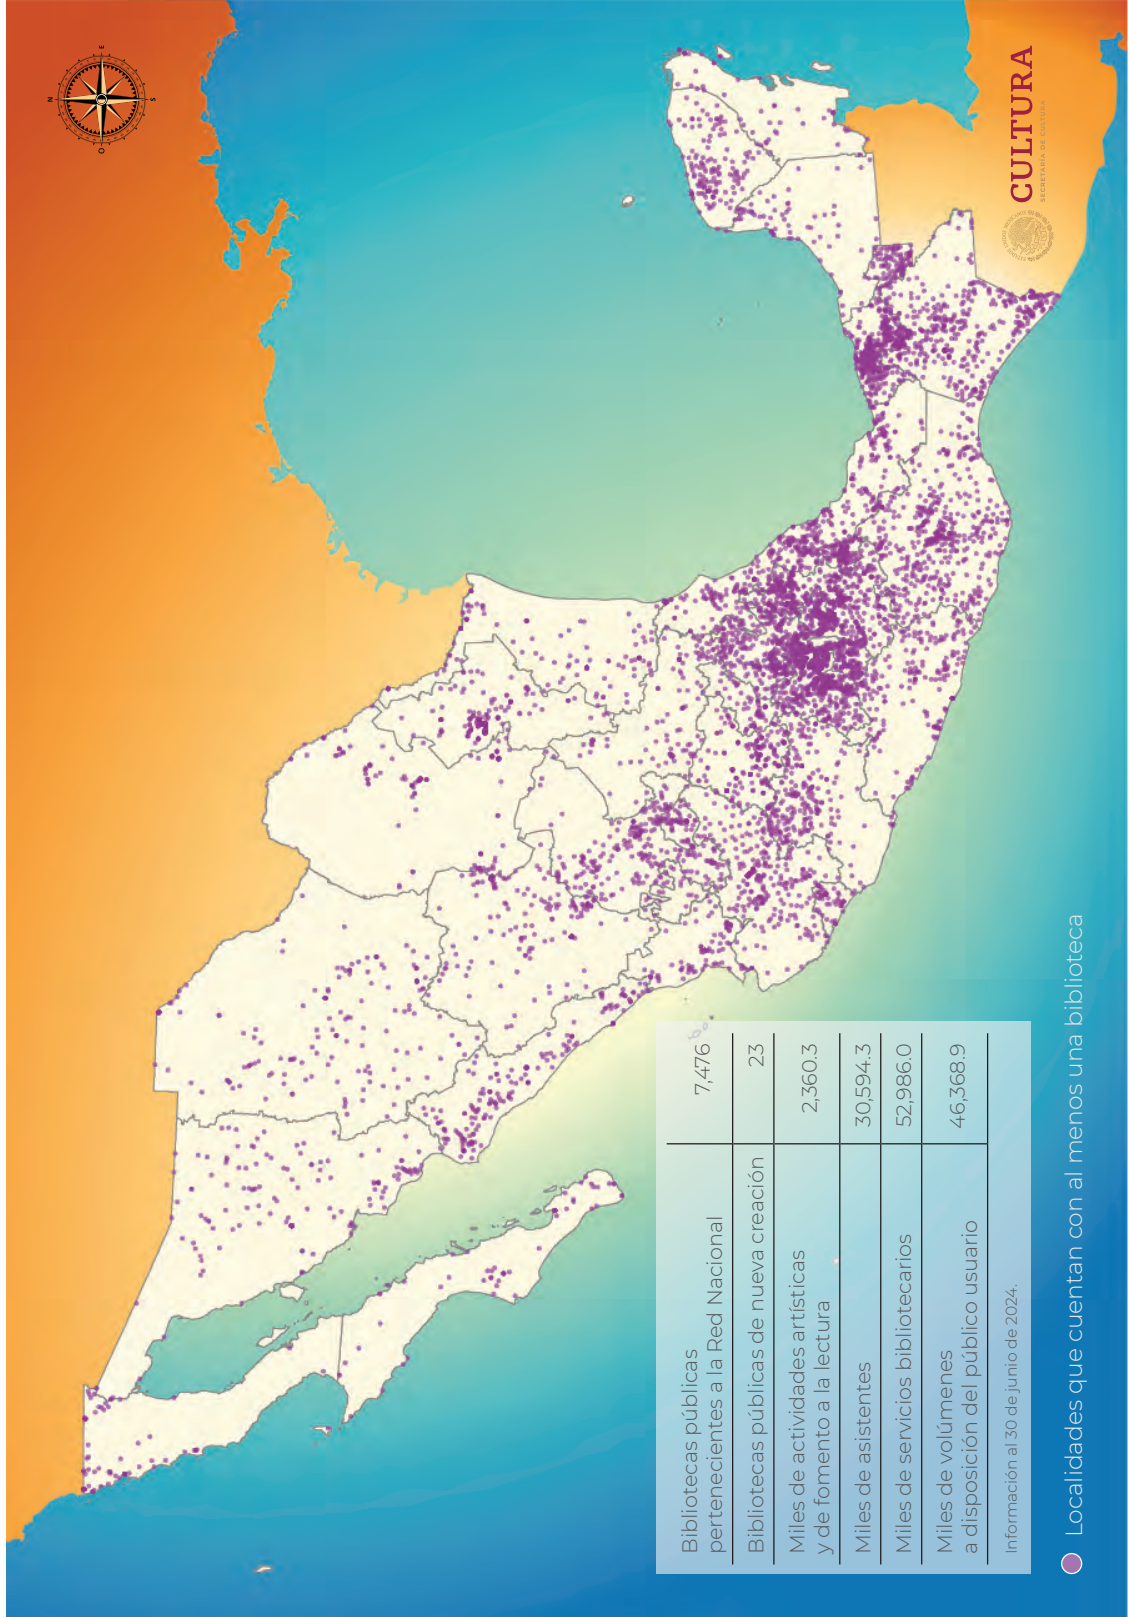 N
E
S
O
CULTURA
SECRETARÍA DE CULTURA
ESTADOS UNIDOS MEXICANOS
Bibliotecas públicas
pertenecientes a la Red Nacional
7,476
Bibliotecas públicas de nueva creación
23
Miles de actividades artísticas
y de fomento a la lectura
2,360.3
Miles de asistentes
30,594.3
Miles de servicios bibliotecarios
52,986.0
Miles de volúmenes
a disposición del público usuario
46,368.9
Información al 30 de junio de 2024.
Localidades que cuentan con al menos una biblioteca